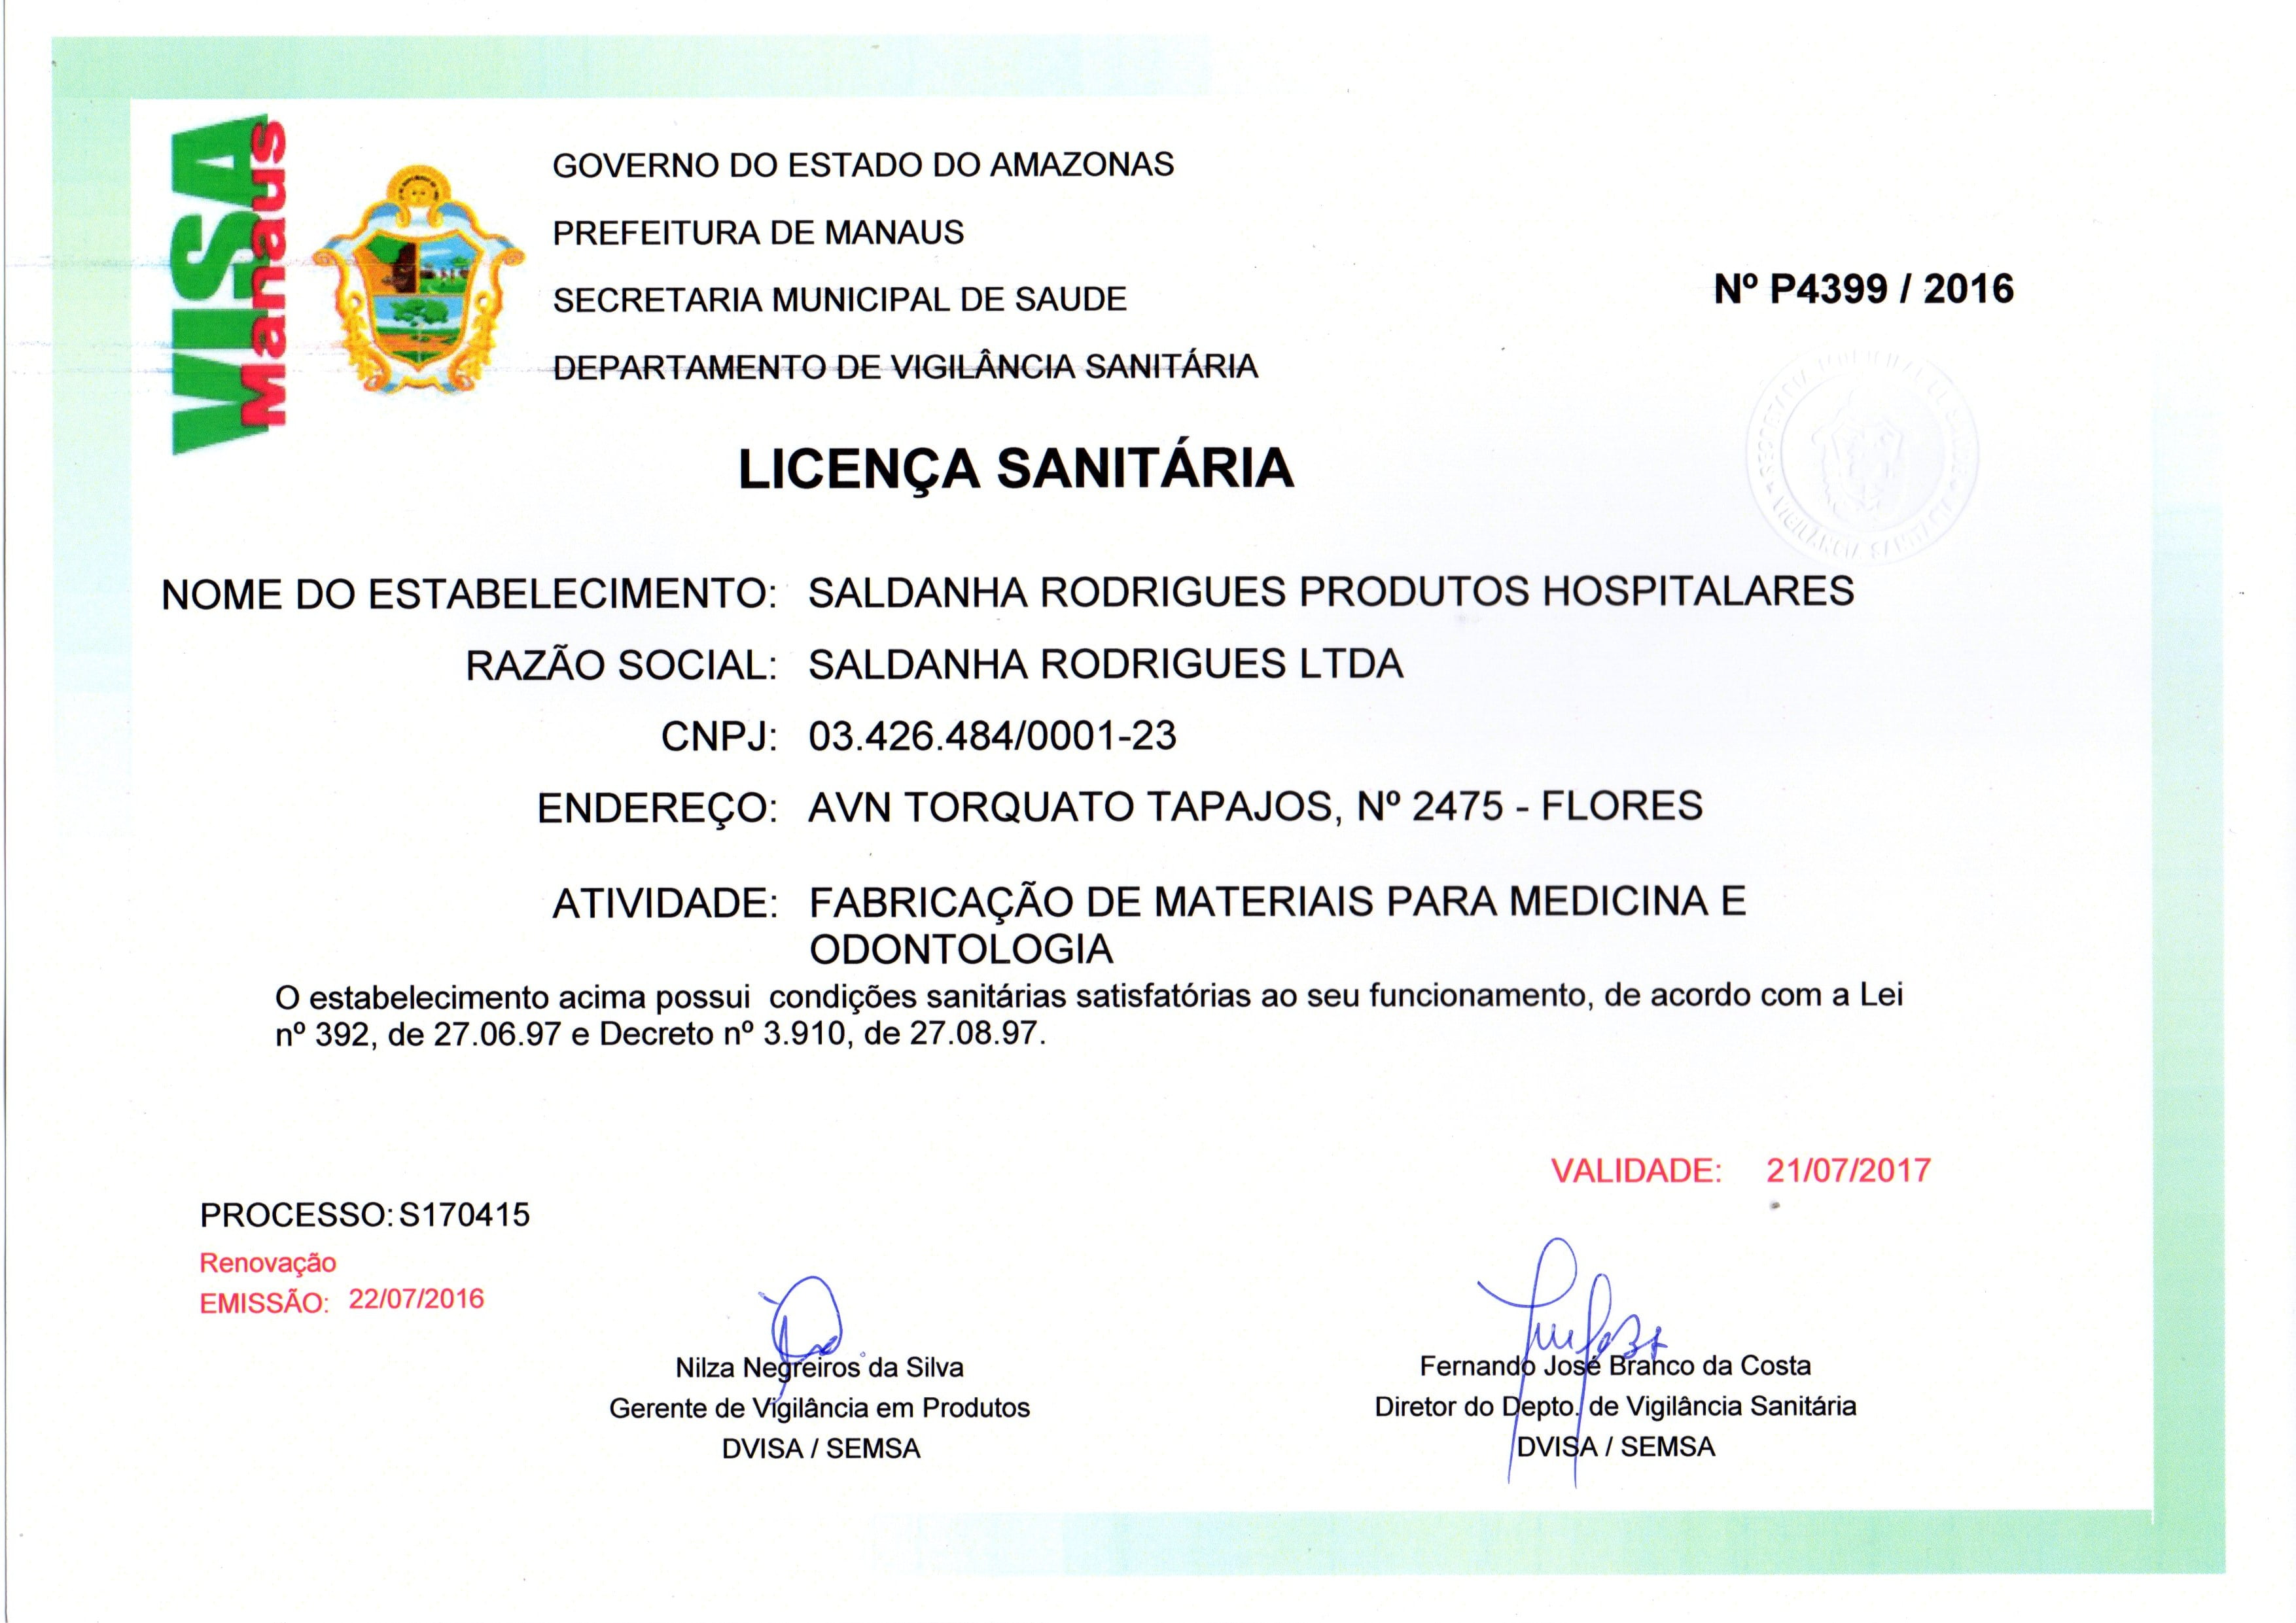 VISA
Manaus
GOVERNO DO ESTADO DO AMAZONAS
PREFEITURA DE MANAUS
SECRETARIA MUNICIPAL DE SAUDE
DEPARTAMENTO DE VIGILÂNCIA SANITÁRIA
Nº P4399 / 2016
LICENÇA SANITÁRIA
NOME DO ESTABELECIMENTO: SALDANHA RODRIGUES PRODUTOS HOSPITALARES
RAZÃO SOCIAL: SALDANHA RODRIGUES LTDA
CNPJ: 03.426.484/0001-23
ENDEREÇO: AVN TORQUATO TAPAJOS, Nº 2475 - FLORES
ATIVIDADE: FABRICAÇÃO DE MATERIAIS PARA MEDICINA E
ODONTOLOGIA
O estabelecimento acima possui condições sanitárias satisfatórias ao seu funcionamento, de acordo com a Lei
nº 392, de 27.06.97 e Decreto nº 3.910, de 27.08.97.
VALIDADE: 21/07/2017
PROCESSO: S170415
Renovação
EMISSÃO: 22/07/2016
Nilza Negreiros da Silva
Gerente de Vigilância em Produtos
DVISA / SEMSA
Fernando José Branco da Costa
Diretor do Depto. de Vigilância Sanitária
DVISA / SEMSA